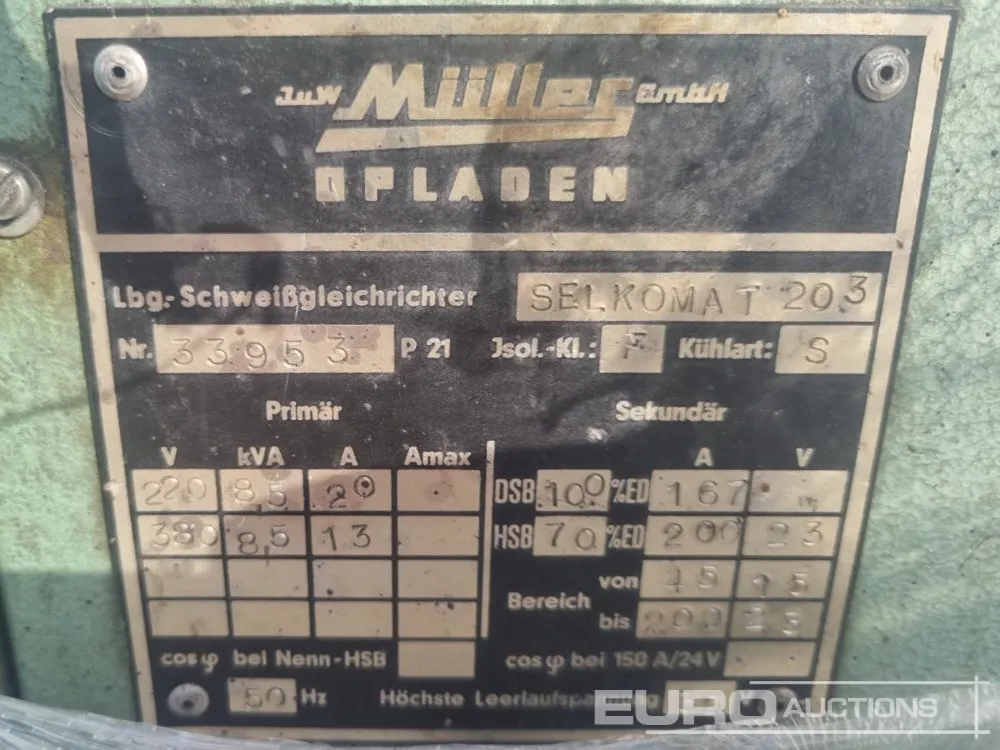 J.u.W Müller GmbH
OPLADEN
Lbg.-Schweißgleichrichter SELKOMAT 203
Nr. 33953 P 21 Jsol.-Kl.: F Kühlart: S
Primär Sekundär
V kVA A Amax A V
220 8,5 20 DSB 100 %ED 167
380 8,5 13 HSB 70 %ED 200 23
Bereich von 45 15
bis 200 23
cos φ bei Nenn-HSB cos φ bei 150 A/24 V
50 Hz Höchste Leerlaufspannung
EURO AUCTIONS